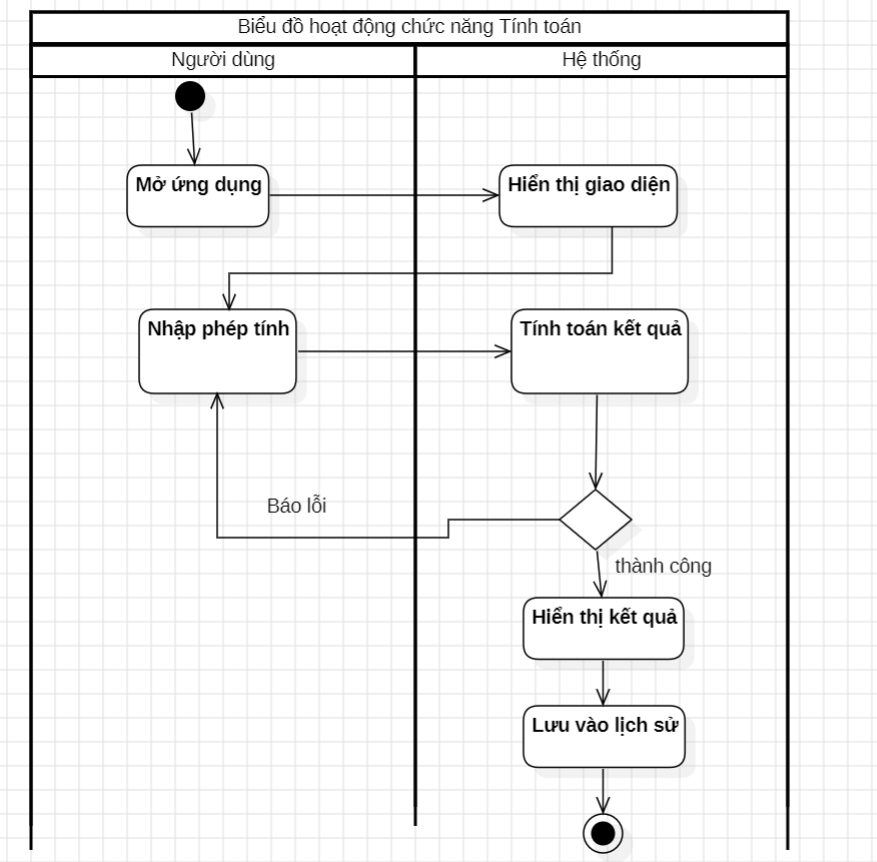 Biểu đồ hoạt động chức năng Tính toán
Người dùng
Hệ thống
Mở ứng dụng
Hiển thị giao diện
Nhập phép tính
Tính toán kết quả
Báo lỗi
thành công
Hiển thị kết quả
Lưu vào lịch sử